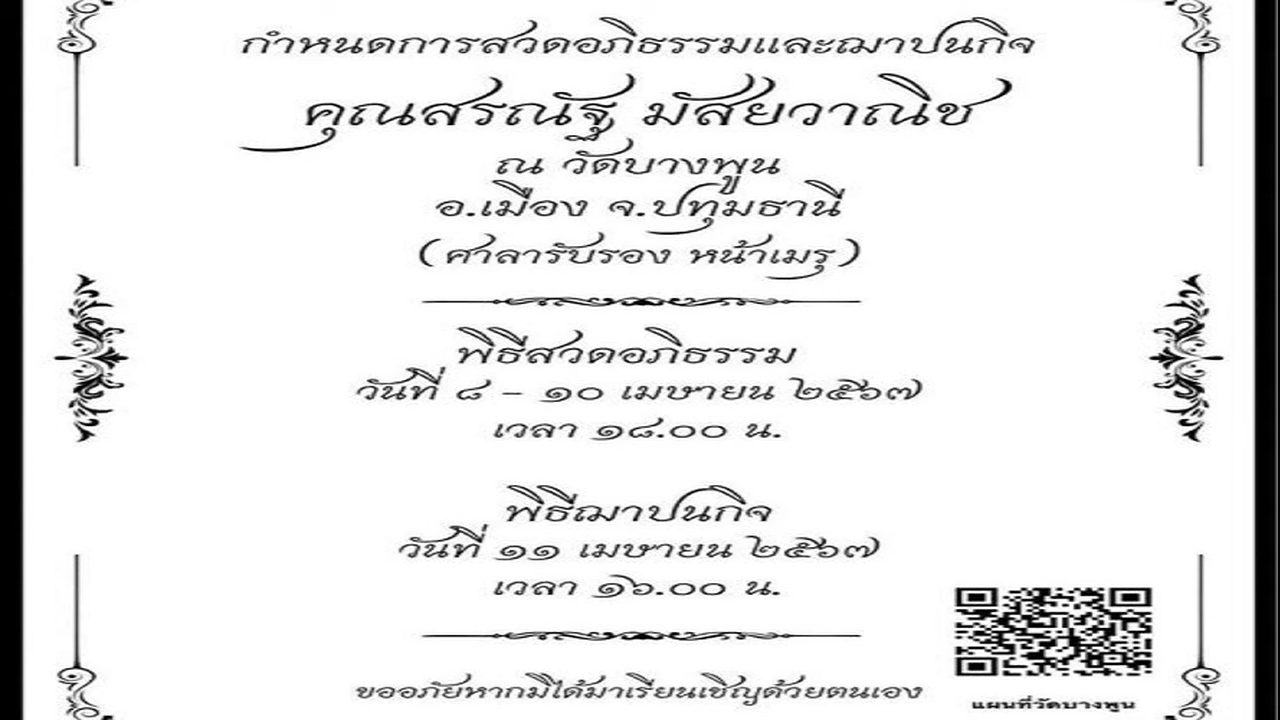 กำหนดการสวดอภิธรรมและฌาปนกิจ
คุณสรณัฐ มัสยวาณิช
ณ วัดบางพูน
อ.เมือง จ.ปทุมธานี
(ศาลารับรอง หน้าเมรุ)
พิธีสวดอภิธรรม
วันที่ ๘ - ๑๐ เมษายน ๒๕๖๗
เวลา ๑๘.๐๐ น.
พิธีฌาปนกิจ
วันที่ ๑๑ เมษายน ๒๕๖๗
เวลา ๑๖.๐๐ น.
ขออภัยหากมิได้มาเรียนเชิญด้วยตนเอง
แผนที่วัดบางพูน